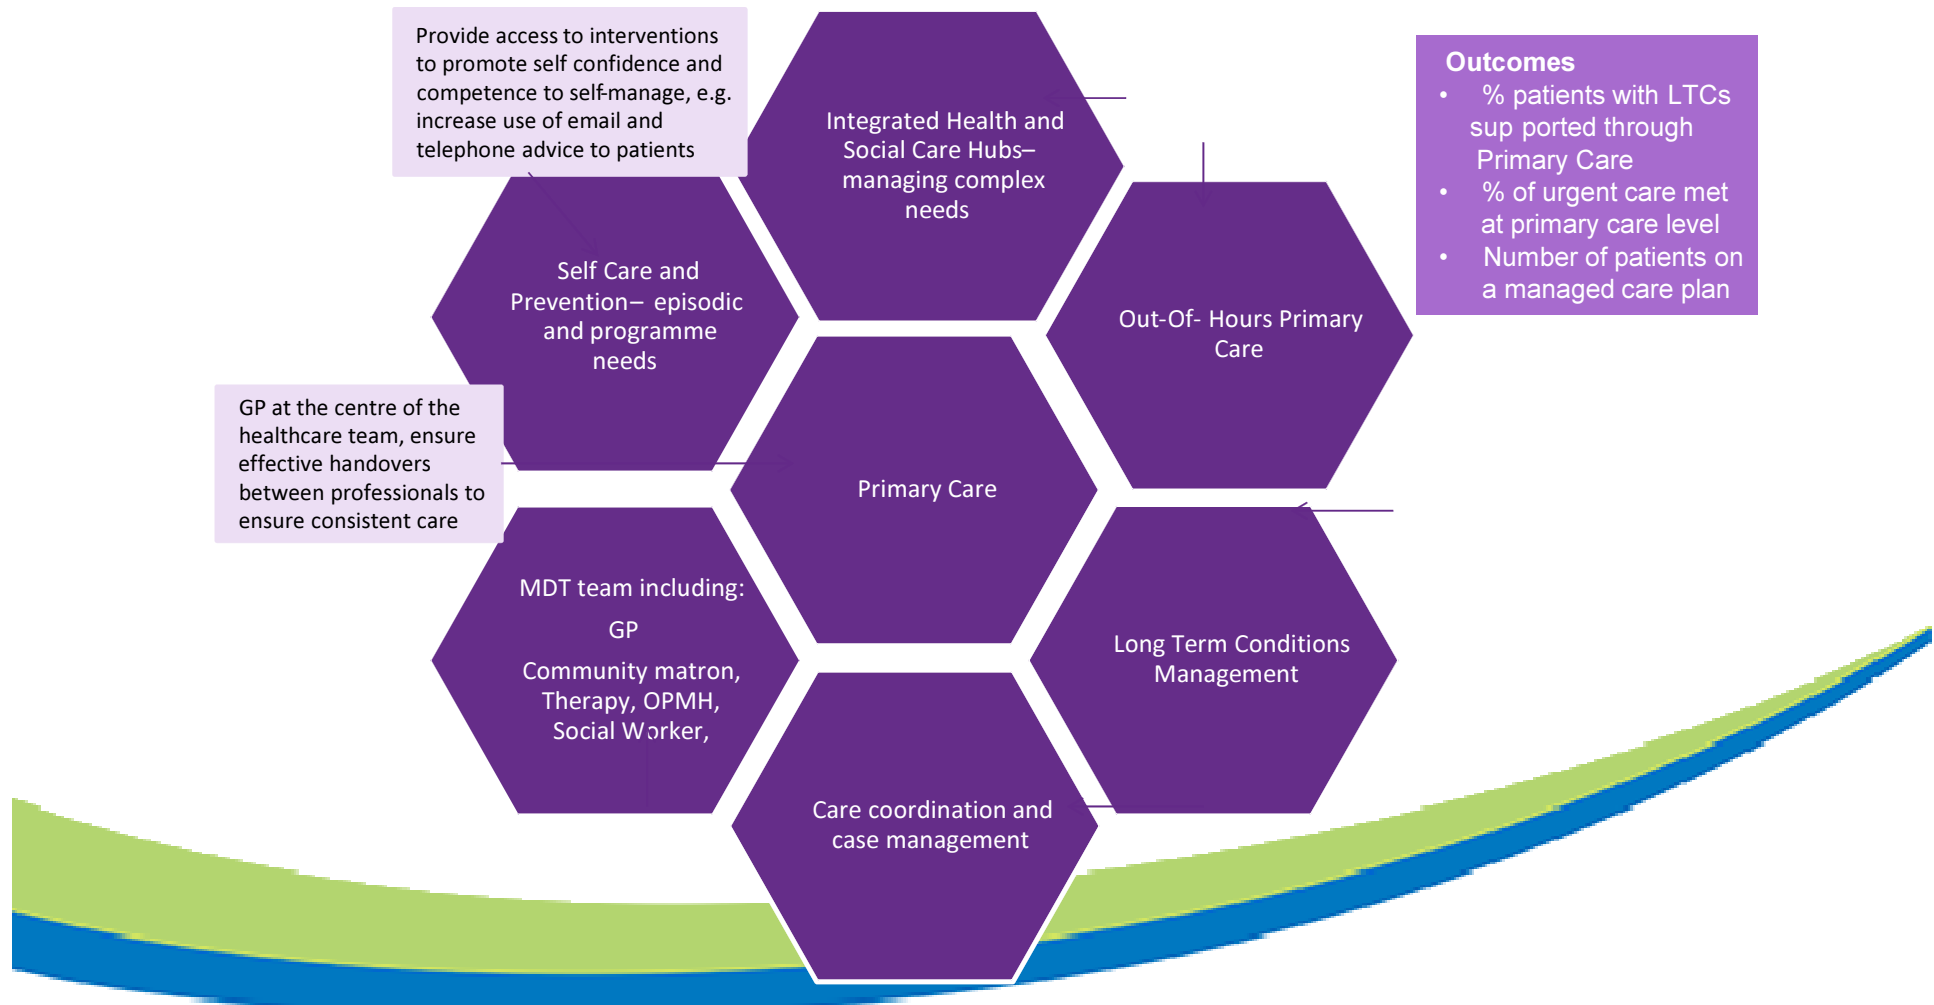 Provide access to interventions
to promote self confidence and
competence to self-manage, e.g.
increase use of email and
telephone advice to patients
Integrated Health and
Social Care Hubs–
managing complex
needs
Outcomes
• % patients with LTCs
sup ported through
Primary Care
• % of urgent care met
at primary care level
• Number of patients on
a managed care plan
Self Care and
Prevention– episodic
and programme
needs
Out-Of- Hours Primary
Care
GP at the centre of the
healthcare team, ensure
effective handovers
between professionals to
ensure consistent care
Primary Care
MDT team including:
GP
Community matron,
Therapy, OPMH,
Social Worker,
Long Term Conditions
Management
Care coordination and
case management